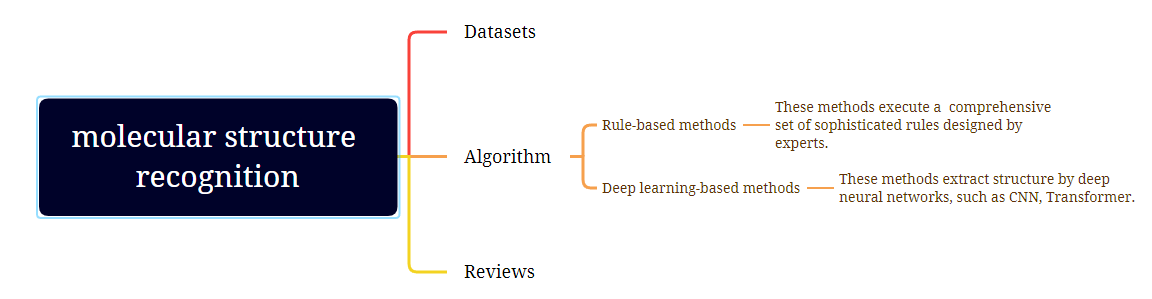 molecular structure
recognition
Datasets
Algorithm
Rule-based methods
These methods execute a  comprehensive
set of sophisticated rules designed by
experts.
Deep learning-based methods
These methods extract structure by deep
neural networks, such as CNN, Transformer.
Reviews